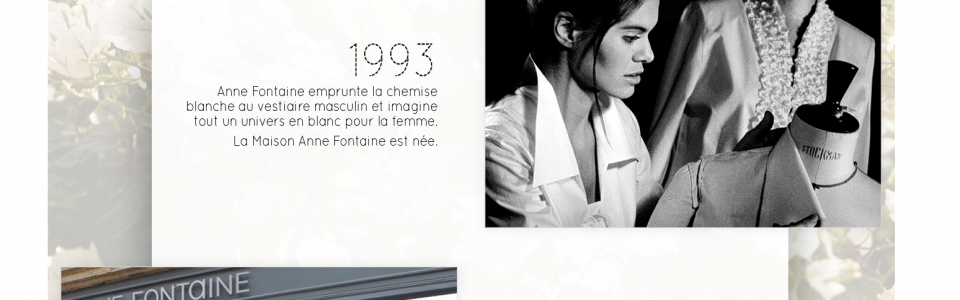 1993
Anne Fontaine emprunte la chemise
blanche au vestiaire masculin et imagine
tout un univers en blanc pour la femme.
La Maison Anne Fontaine est née.
STOCKMAN
NE FONTAINE